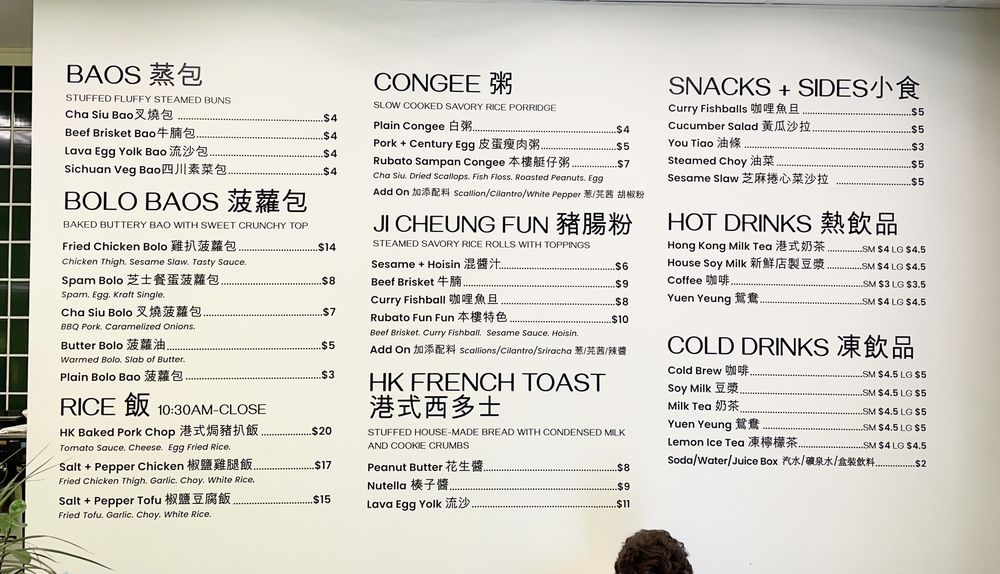 BAOS 蒸包
STUFFED FLUFFY STEAMED BUNS
Cha Siu Bao叉燒包 $4
Beef Brisket Bao牛腩包 $4
Lava Egg Yolk Bao 流沙包 $4
Sichuan Veg Bao四川素菜包 $4
BOLO BAOS 菠蘿包
BAKED BUTTERY BAO WITH SWEET CRUNCHY TOP
Fried Chicken Bolo 雞扒菠蘿包 $14
Chicken Thigh. Sesame Slaw. Tasty Sauce.
Spam Bolo 芝士餐蛋菠蘿包 $8
Spam. Egg. Kraft Single.
Cha Siu Bolo 叉燒菠蘿包 $7
BBQ Pork. Caramelized Onions.
Butter Bolo 菠蘿油 $5
Warmed Bolo. Slab of Butter.
Plain Bolo Bao 菠蘿包 $3
RICE 飯 10:30AM-CLOSE
HK Baked Pork Chop 港式焗豬扒飯 $20
Tomato Sauce. Cheese. Egg Fried Rice.
Salt + Pepper Chicken 椒鹽雞腿飯 $17
Fried Chicken Thigh. Garlic. Choy. White Rice.
Salt + Pepper Tofu 椒鹽豆腐飯 $15
Fried Tofu. Garlic. Choy. White Rice.
CONGEE 粥
SLOW COOKED SAVORY RICE PORRIDGE
Plain Congee 白粥 $4
Pork + Century Egg 皮蛋瘦肉粥 $5
Rubato Sampan Congee 本樓艇仔粥 $7
Cha Siu. Dried Scallops. Fish Floss. Roasted Peanuts. Egg
Add On 加添配料 Scallion/Cilantro/White Pepper 葱/芫茜 胡椒粉
JI CHEUNG FUN 豬腸粉
STEAMED SAVORY RICE ROLLS WITH TOPPINGS
Sesame + Hoisin 混醬汁 $6
Beef Brisket 牛腩 $9
Curry Fishball 咖哩魚旦 $8
Rubato Fun Fun 本樓特色 $10
Beef Brisket. Curry Fishball. Sesame Sauce. Hoisin.
Add On 加添配料 Scallions/Cilantro/Sriracha 葱/芫茜/辣醬
HK FRENCH TOAST
港式西多士
STUFFED HOUSE-MADE BREAD WITH CONDENSED MILK
AND COOKIE CRUMBS
Peanut Butter 花生醬 $8
Nutella 榛子醬 $9
Lava Egg Yolk 流沙 $11
SNACKS + SIDES小食
Curry Fishballs 咖哩魚旦 $5
Cucumber Salad 黃瓜沙拉 $5
You Tiao 油條 $3
Steamed Choy 油菜 $5
Sesame Slaw 芝麻捲心菜沙拉 $5
HOT DRINKS 熱飲品
Hong Kong Milk Tea 港式奶茶 SM $4 LG $4.5
House Soy Milk 新鮮店製豆漿 SM $4 LG $4.5
Coffee 咖啡 SM $3 LG $3.5
Yuen Yeung 鴛鴦 SM $4 LG $4.5
COLD DRINKS 凍飲品
Cold Brew 咖啡 SM $4.5 LG $5
Soy Milk 豆漿 SM $4.5 LG $5
Milk Tea 奶茶 SM $4.5 LG $5
Yuen Yeung 鴛鴦 SM $4.5 LG $5
Lemon Ice Tea 凍檸檬茶 SM $4 LG $4.5
Soda/Water/Juice Box 汽水/礦泉水/盒裝飲料 $2